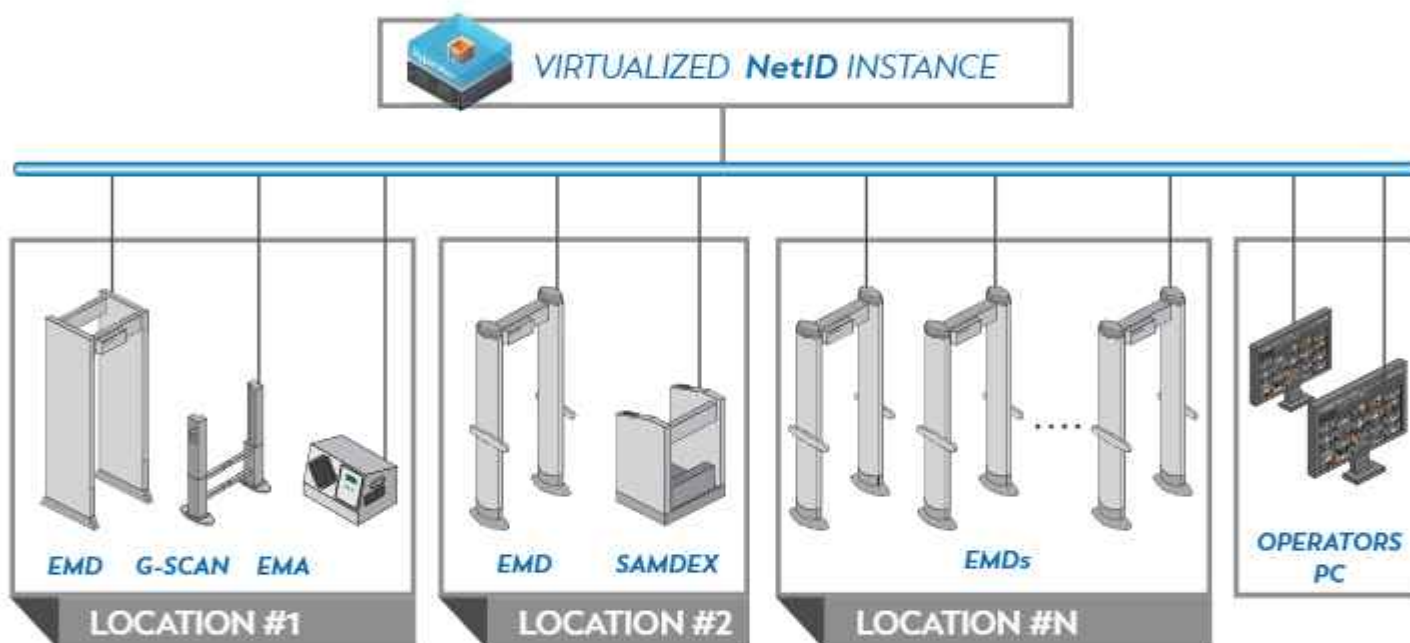 VIRTUALIZED NetID INSTANCE
EMD G-SCAN EMA
LOCATION #1
EMD SAMDEX
LOCATION #2
EMDs
LOCATION #N
OPERATORS
PC